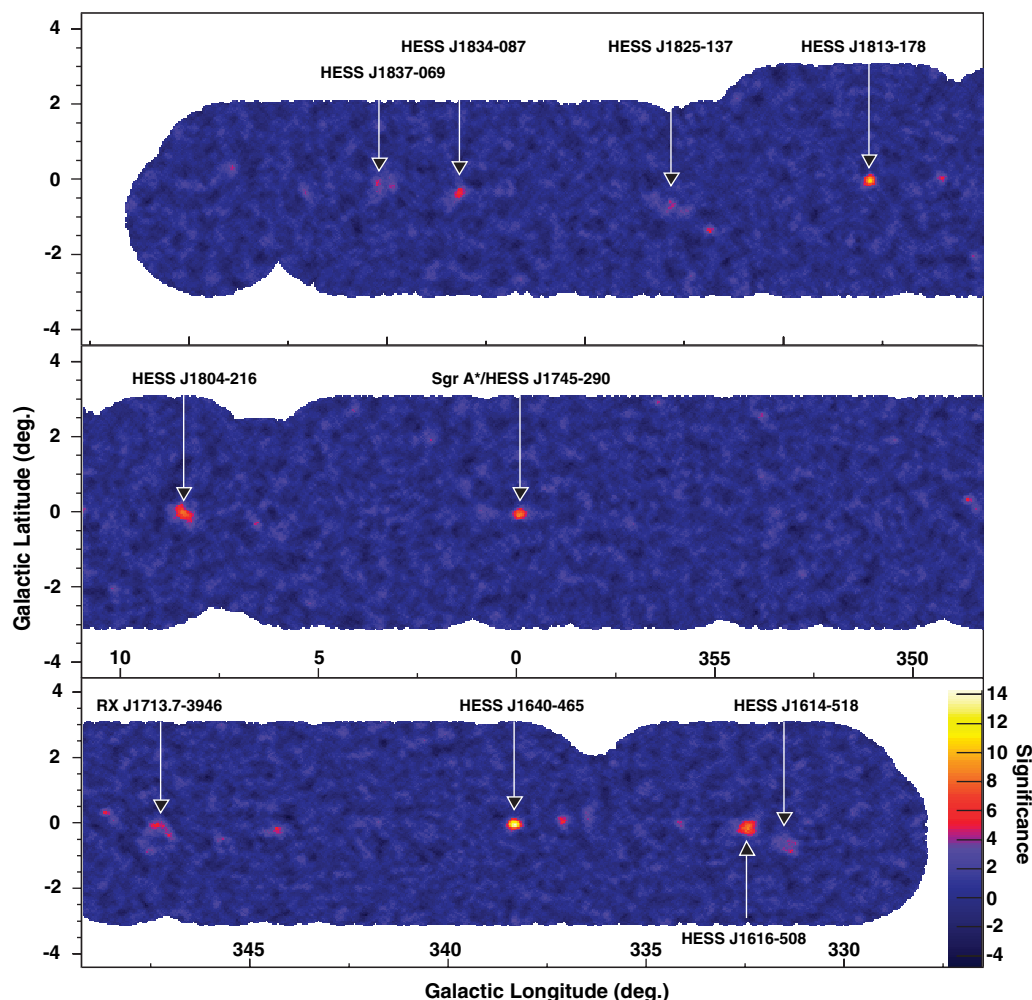 HESS J1834-087
HESS J1825-137
HESS J1813-178
HESS J1837-069
4
2
0
-2
-4
HESS J1804-216
Sgr A*/HESS J1745-290
4
2
0
-2
-4
10
5
0
355
350
Galactic Latitude (deg.)
RX J1713.7-3946
HESS J1640-465
HESS J1614-518
HESS J1616-508
4
2
0
-2
-4
345
340
335
330
14
12
10
8
6
4
2
0
-2
-4
Significance
Galactic Longitude (deg.)